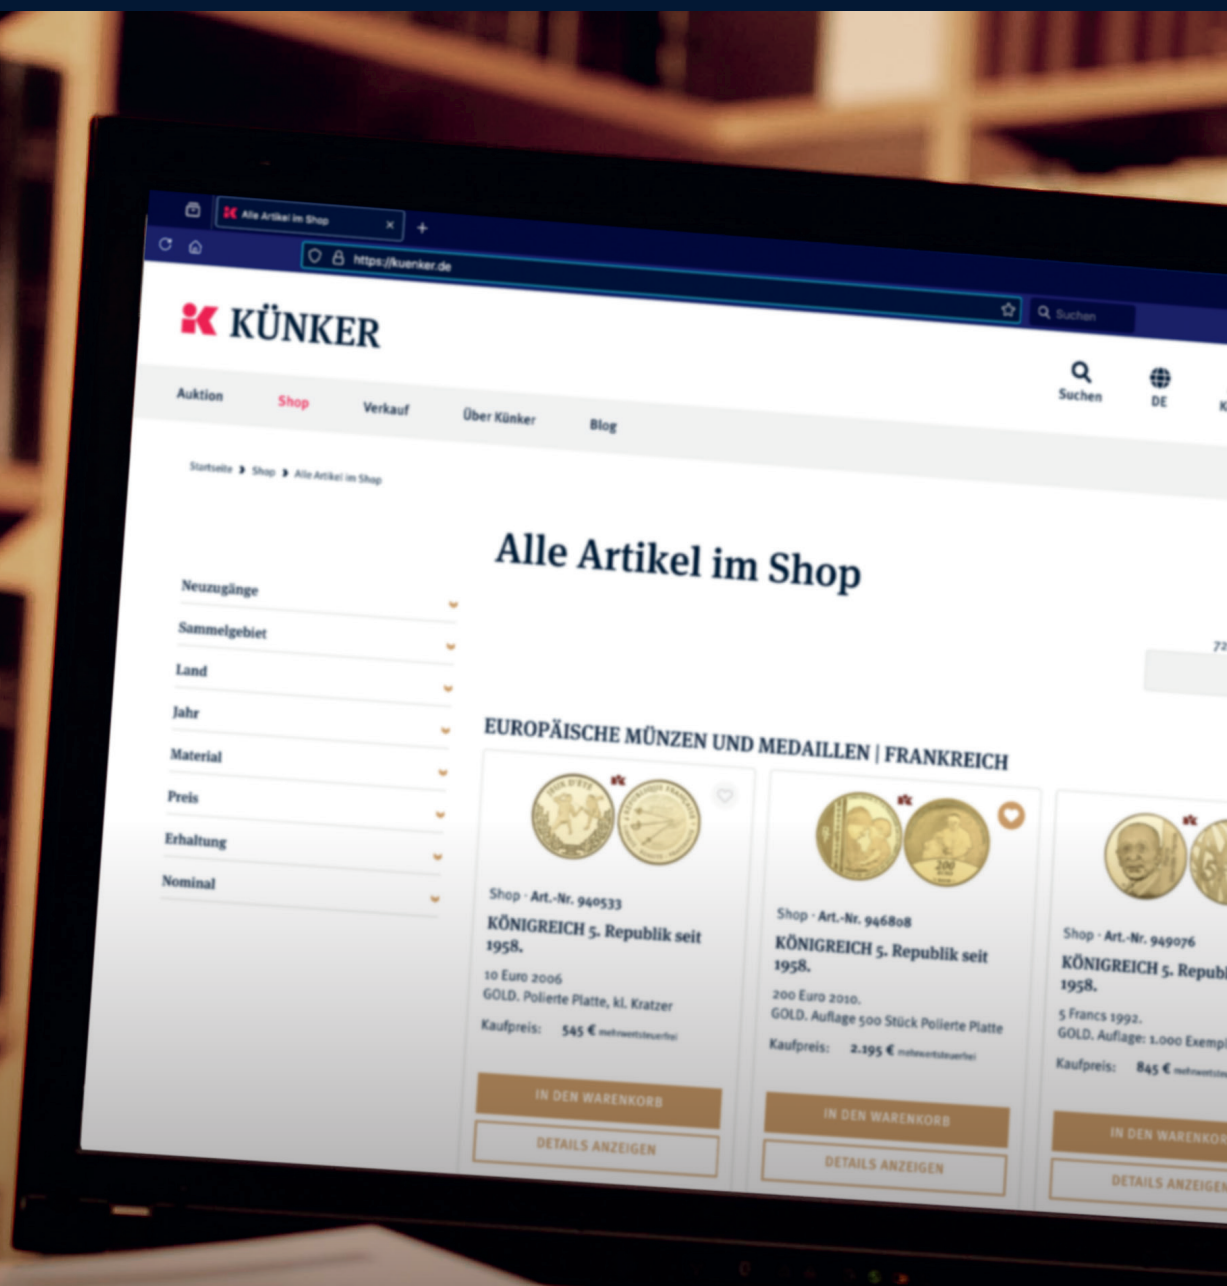 Alle Artikel im Shop
https://kuenker.de
Suchen
KÜNKER
Suchen
DE
Auktion
Shop
Verkauf
Über Künker
Blog
Startseite
Shop
Alle Artikel im Shop
Alle Artikel im Shop
Neuzugänge
Sammelgebiet
Land
Jahr
Material
Preis
Erhaltung
Nominal
72
EUROPÄISCHE MÜNZEN UND MEDAILLEN | FRANKREICH
Shop · Art.-Nr. 940533
KÖNIGREICH 5. Republik seit
1958.
10 Euro 2006
GOLD. Polierte Platte, kl. Kratzer
Kaufpreis: 545 € mehrwertsteuerfrei
IN DEN WARENKORB
DETAILS ANZEIGEN
200
Shop · Art.-Nr. 946808
KÖNIGREICH 5. Republik seit
1958.
200 Euro 2010.
GOLD. Auflage 500 Stück Polierte Platte
Kaufpreis: 2.195 € mehrwertsteuerfrei
IN DEN WARENKORB
DETAILS ANZEIGEN
Shop · Art.-Nr. 949076
KÖNIGREICH 5. Republ
1958.
5 Francs 1992.
GOLD. Auflage: 1.000 Exempl
Kaufpreis: 845 €
IN DEN WARENKOR
DETAILS ANZEIGEN